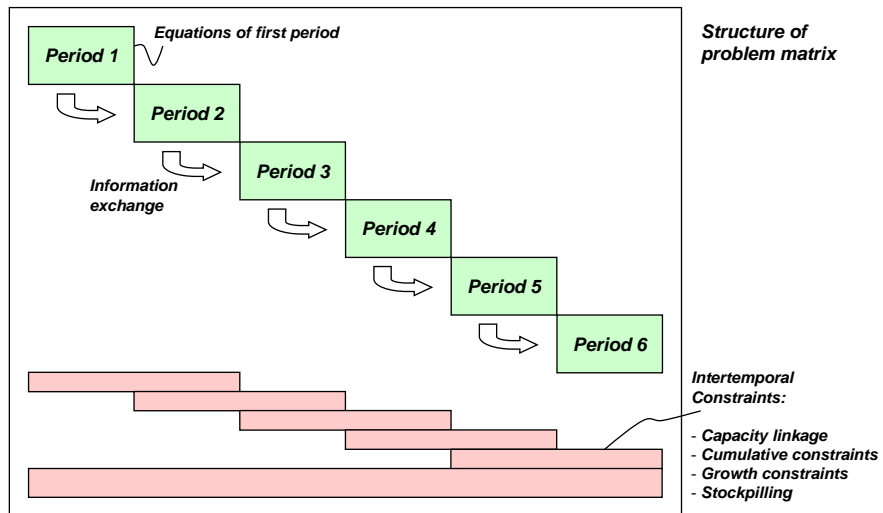 Equations of first period
Structure of
problem matrix
Period 1
Period 2
Information
exchange
Period 3
Period 4
Period 5
Period 6
Intertemporal
Constraints:
- Capacity linkage
- Cumulative constraints
- Growth constraints
- Stockpilling